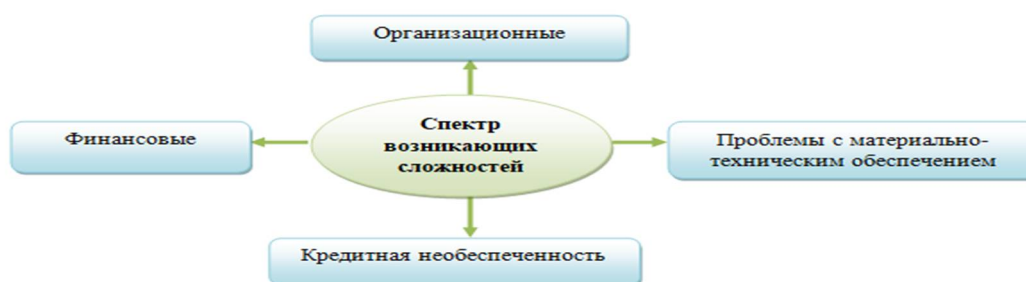 Организационные
Финансовые
Спектр
возникающих
сложностей
Проблемы с материально-
техническим обеспечением
Кредитная необеспеченность